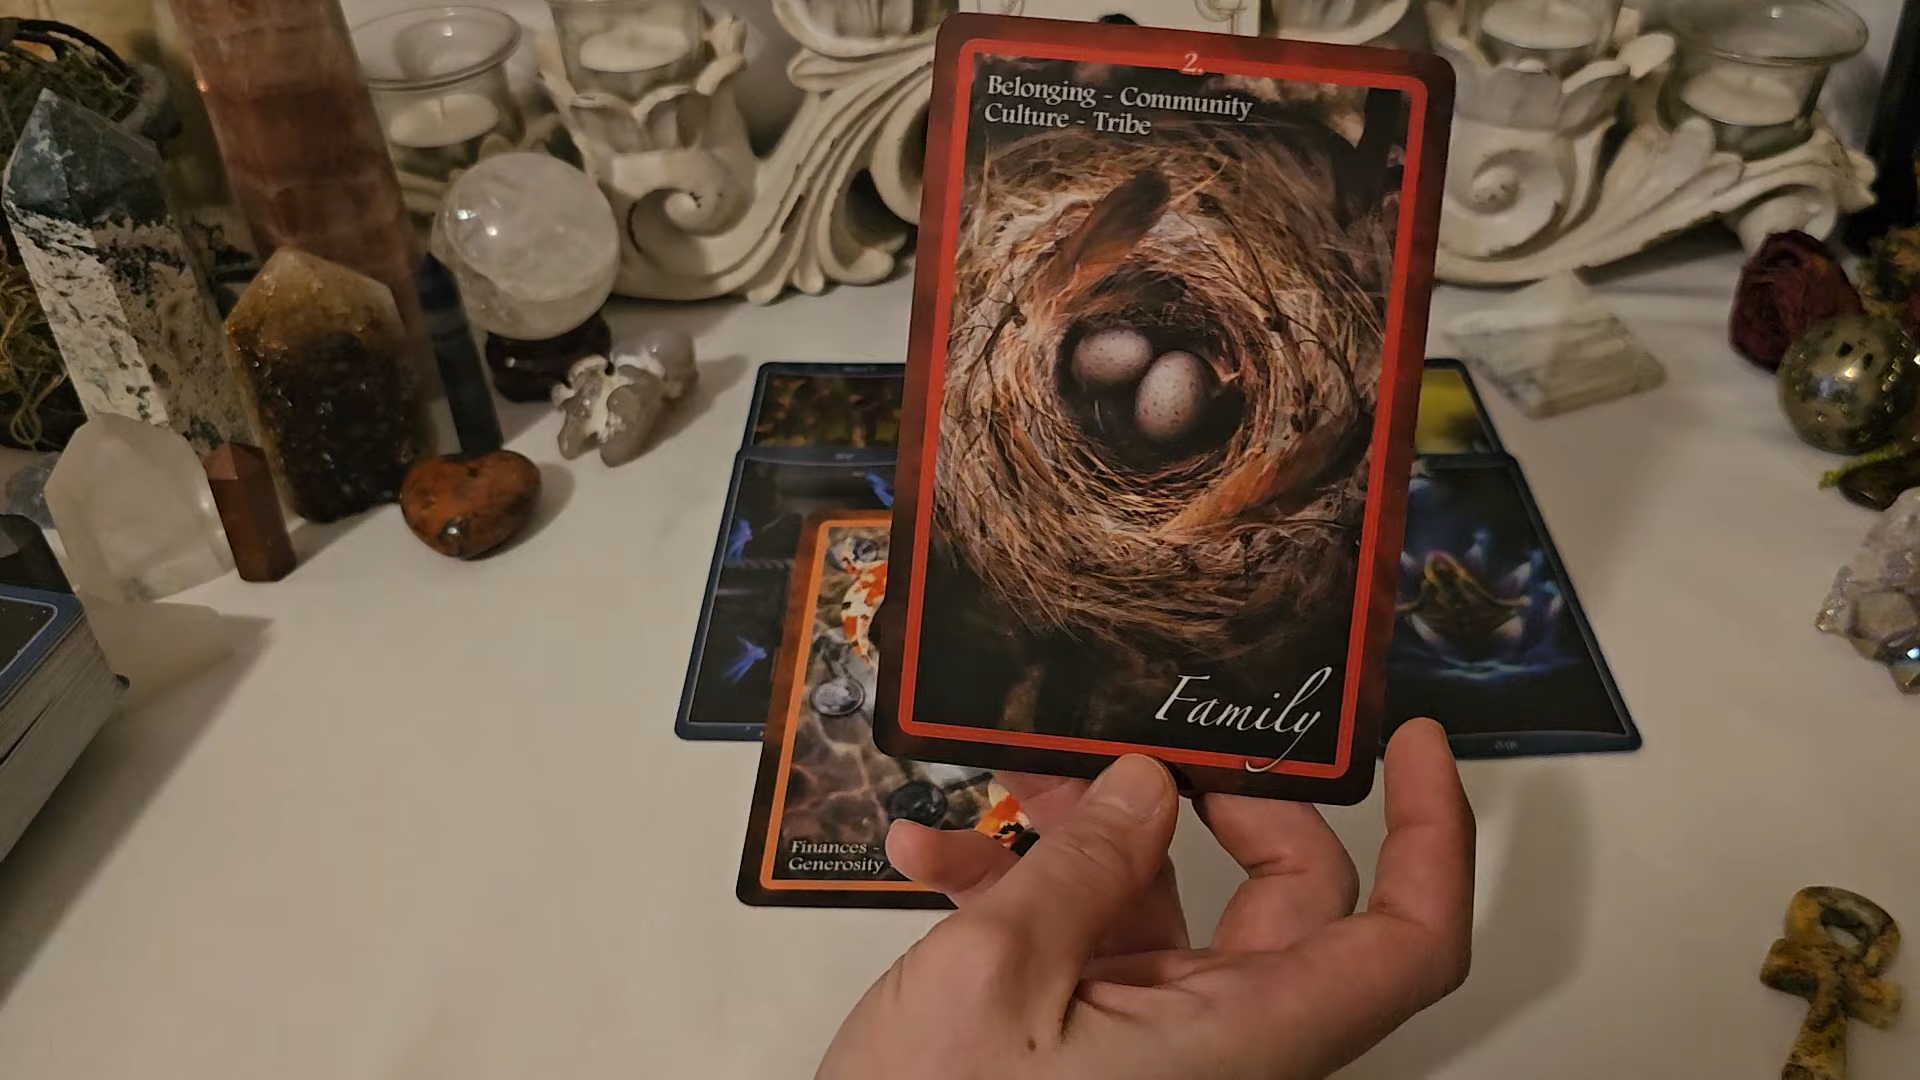 2.
Belonging - Community
Culture - Tribe
Family
Finances -
Generosity